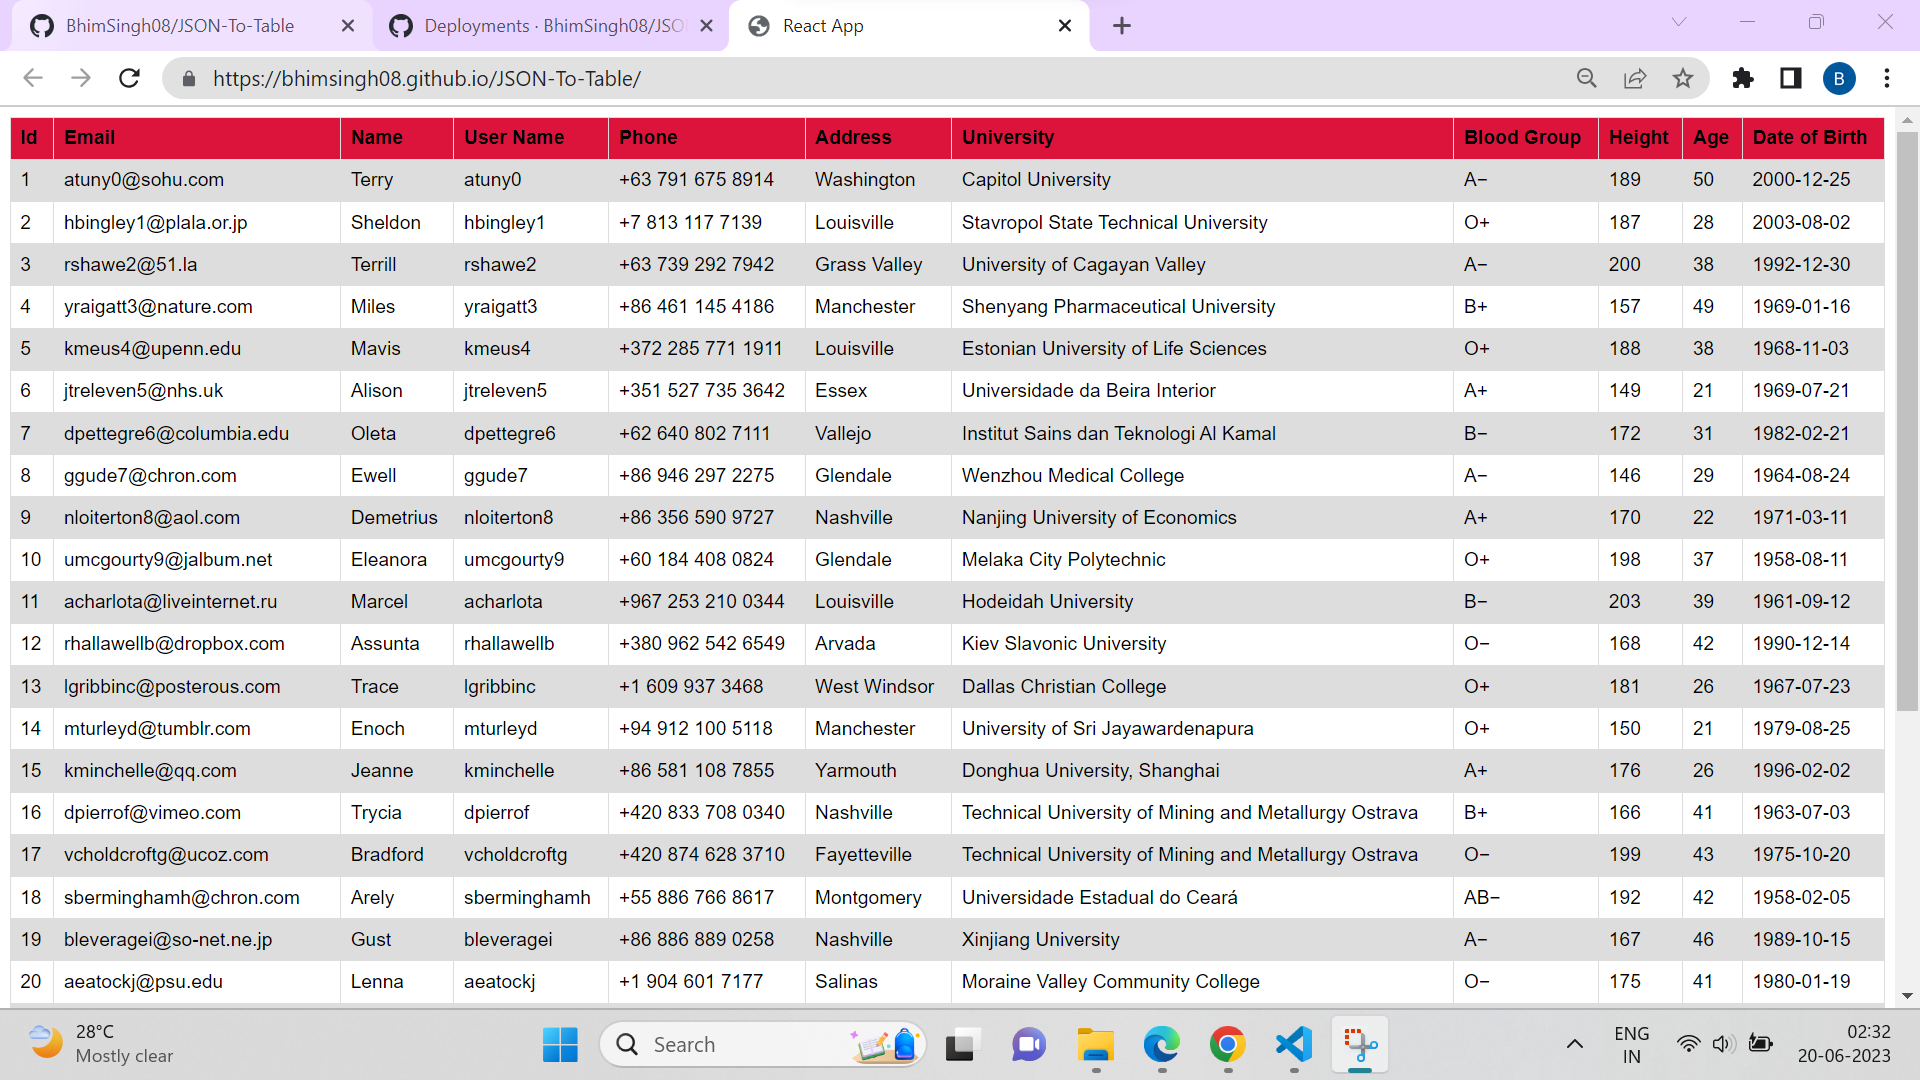 BhimSingh08/JSON-To-Table
Deployments · BhimSingh08/JSO
React App
https://bhimsingh08.github.io/JSON-To-Table/
B
Id Email Name User Name Phone Address University Blood Group Height Age Date of Birth
1 atuny0@sohu.com Terry atuny0 +63 791 675 8914 Washington Capitol University A− 189 50 2000-12-25
2 hbingley1@plala.or.jp Sheldon hbingley1 +7 813 117 7139 Louisville Stavropol State Technical University O+ 187 28 2003-08-02
3 rshawe2@51.la Terrill rshawe2 +63 739 292 7942 Grass Valley University of Cagayan Valley A− 200 38 1992-12-30
4 yraigatt3@nature.com Miles yraigatt3 +86 461 145 4186 Manchester Shenyang Pharmaceutical University B+ 157 49 1969-01-16
5 kmeus4@upenn.edu Mavis kmeus4 +372 285 771 1911 Louisville Estonian University of Life Sciences O+ 188 38 1968-11-03
6 jtreleven5@nhs.uk Alison jtreleven5 +351 527 735 3642 Essex Universidade da Beira Interior A+ 149 21 1969-07-21
7 dpettegre6@columbia.edu Oleta dpettegre6 +62 640 802 7111 Vallejo Institut Sains dan Teknologi Al Kamal B− 172 31 1982-02-21
8 ggude7@chron.com Ewell ggude7 +86 946 297 2275 Glendale Wenzhou Medical College A− 146 29 1964-08-24
9 nloiterton8@aol.com Demetrius nloiterton8 +86 356 590 9727 Nashville Nanjing University of Economics A+ 170 22 1971-03-11
10 umcgourty9@jalbum.net Eleanora umcgourty9 +60 184 408 0824 Glendale Melaka City Polytechnic O+ 198 37 1958-08-11
11 acharlota@liveinternet.ru Marcel acharlota +967 253 210 0344 Louisville Hodeidah University B− 203 39 1961-09-12
12 rhallawellb@dropbox.com Assunta rhallawellb +380 962 542 6549 Arvada Kiev Slavonic University O− 168 42 1990-12-14
13 lgribbinc@posterous.com Trace lgribbinc +1 609 937 3468 West Windsor Dallas Christian College O+ 181 26 1967-07-23
14 mturleyd@tumblr.com Enoch mturleyd +94 912 100 5118 Manchester University of Sri Jayawardenapura O+ 150 21 1979-08-25
15 kminchelle@qq.com Jeanne kminchelle +86 581 108 7855 Yarmouth Donghua University, Shanghai A+ 176 26 1996-02-02
16 dpierrof@vimeo.com Trycia dpierrof +420 833 708 0340 Nashville Technical University of Mining and Metallurgy Ostrava B+ 166 41 1963-07-03
17 vcholdcroftg@ucoz.com Bradford vcholdcroftg +420 874 628 3710 Fayetteville Technical University of Mining and Metallurgy Ostrava O− 199 43 1975-10-20
18 sberminghamh@chron.com Arely sberminghamh +55 886 766 8617 Montgomery Universidade Estadual do Ceará AB− 192 42 1958-02-05
19 bleveragei@so-net.ne.jp Gust bleveragei +86 886 889 0258 Nashville Xinjiang University A− 167 46 1989-10-15
20 aeatockj@psu.edu Lenna aeatockj +1 904 601 7177 Salinas Moraine Valley Community College O− 175 41 1980-01-19
28°C
Mostly clear
Search
ENG
IN
02:32
20-06-2023